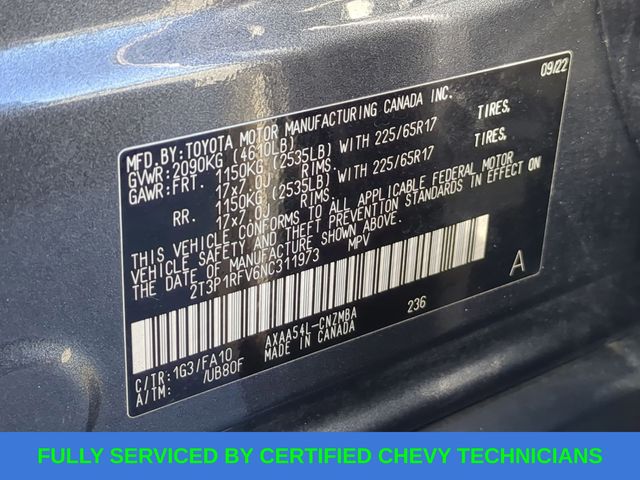 09/22
MFD.BY:TOYOTA MOTOR MANUFACTURING CANADA INC.
GVWR:2090KG (4610LB)
GAWR:FRT. 1150KG (2535LB) WITH 225/65R17 TIRES,
17x7.0J RIMS,
RR. 1150KG (2535LB) WITH 225/65R17 TIRES,
17x7.0J RIMS,
THIS VEHICLE CONFORMS TO ALL APPLICABLE FEDERAL MOTOR
VEHICLE SAFETY AND THEFT PREVENTION STANDARDS IN EFFECT ON
THE DATE OF MANUFACTURE SHOWN ABOVE.
2T3P1RFV6NC311973 MPV
A
236
C/TR:1G3/FA10 AXAA54L-CNZMBA
A/TM: /UB80F MADE IN CANADA
FULLY SERVICED BY CERTIFIED CHEVY TECHNICIANS